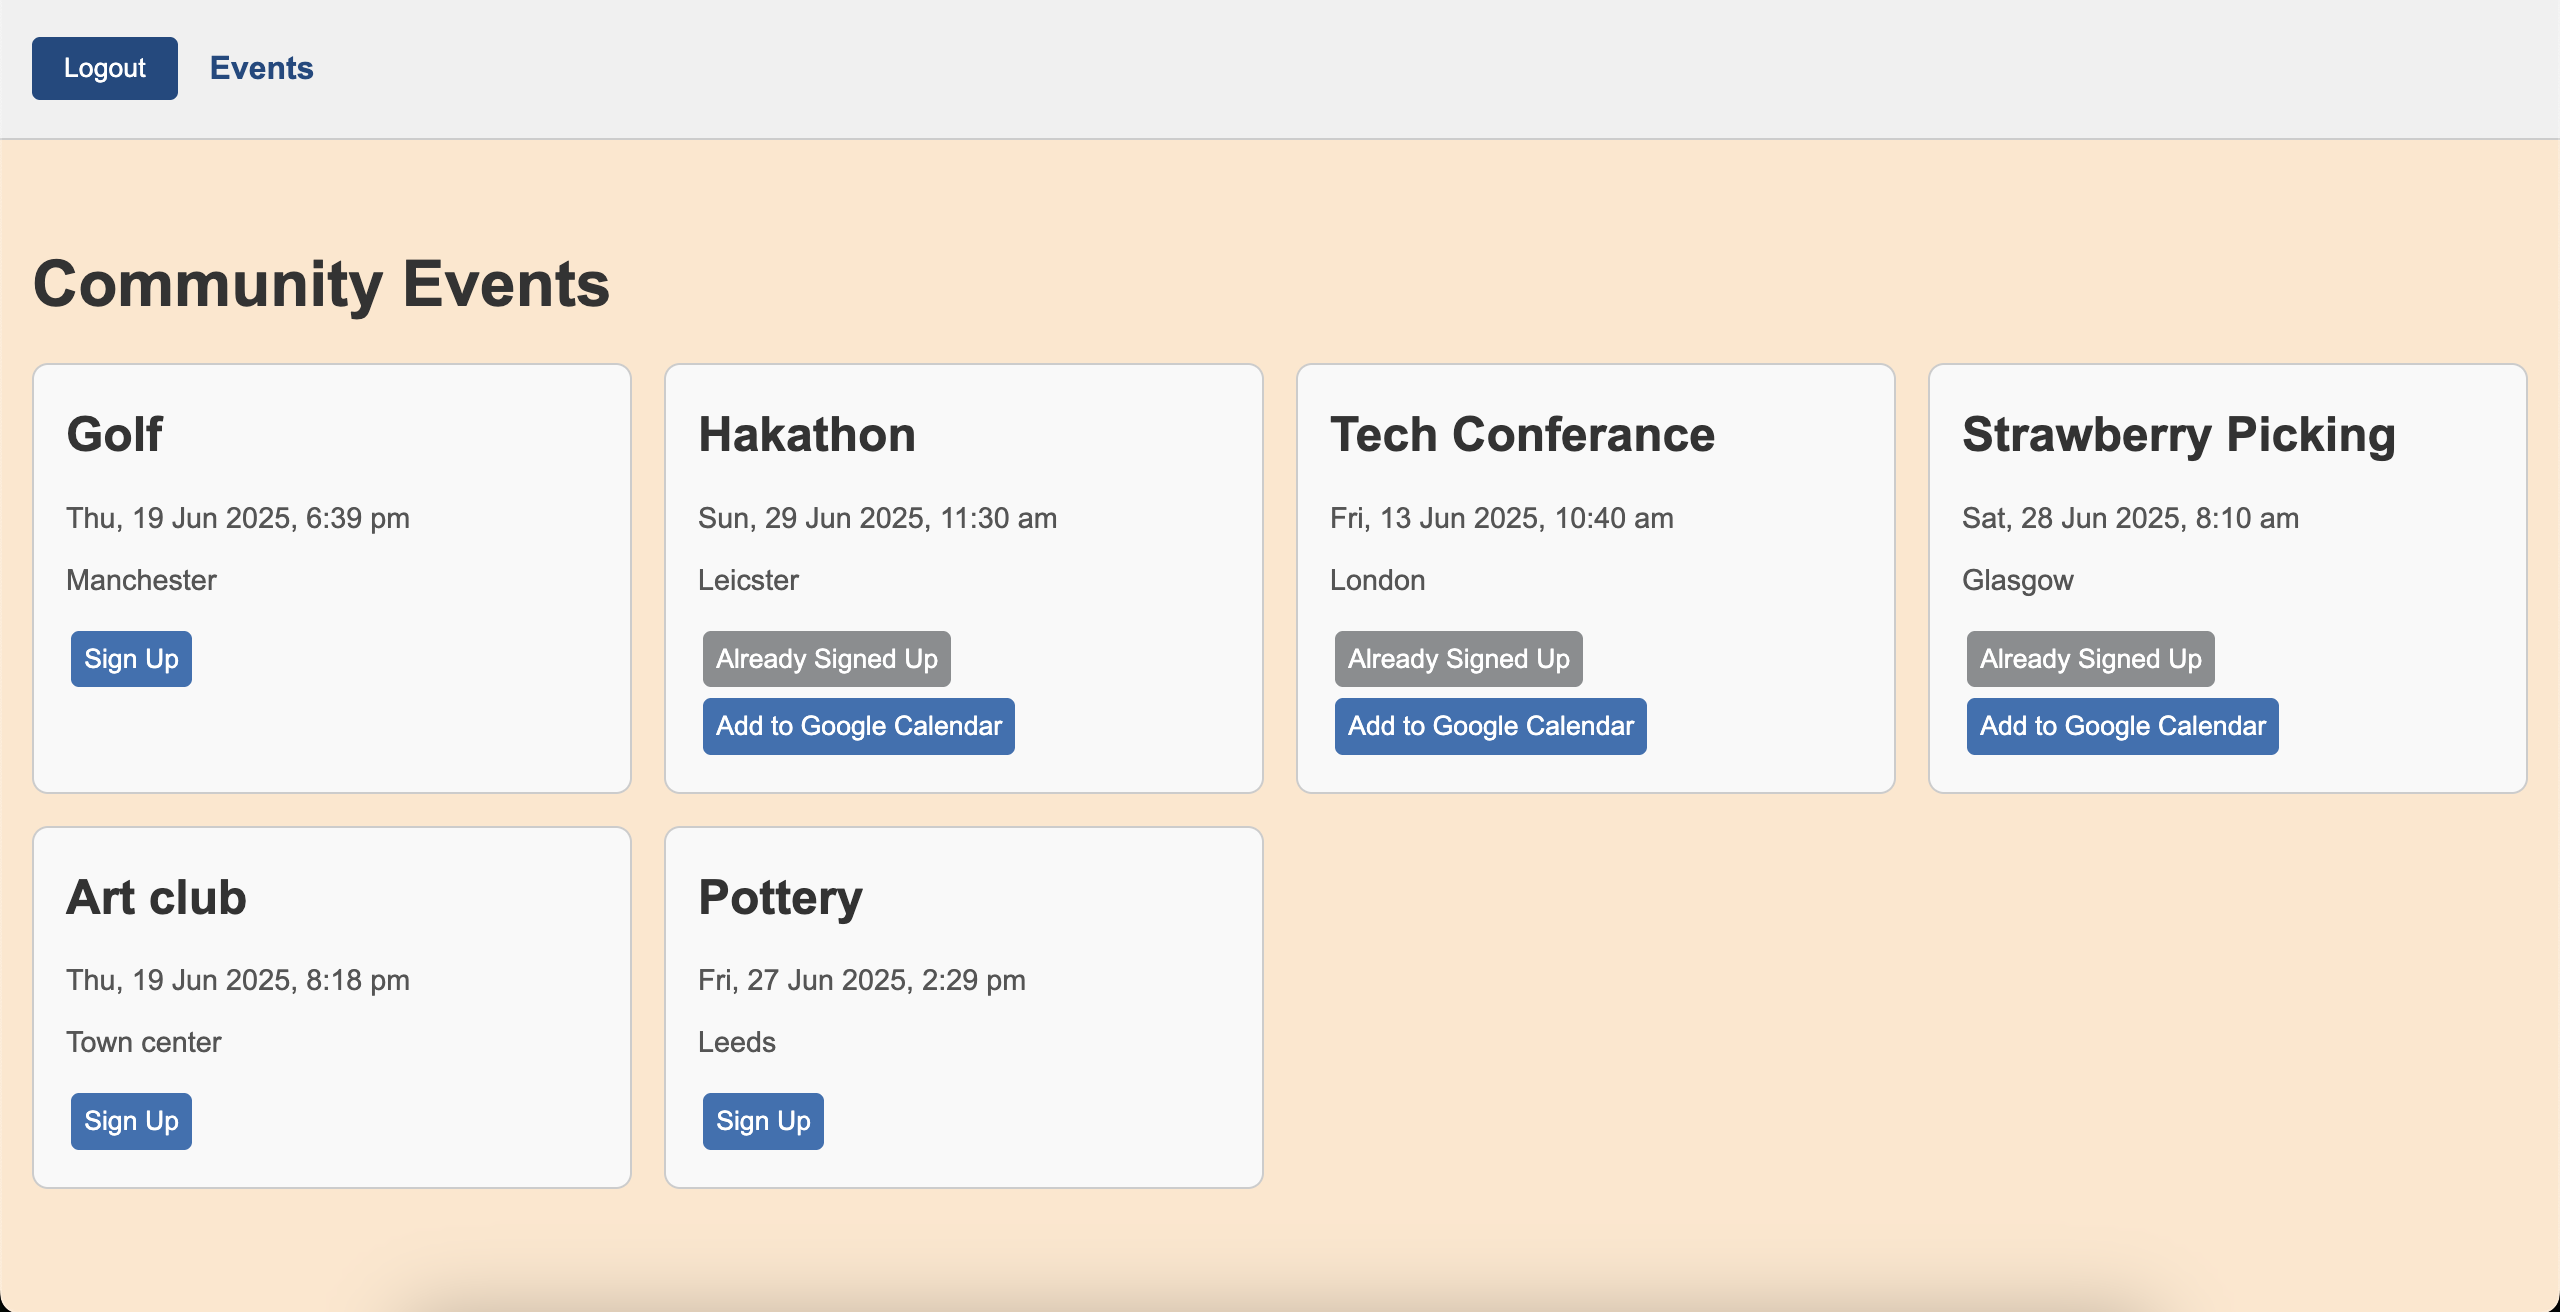 Logout
Events
Community Events
Golf
Thu, 19 Jun 2025, 6:39 pm
Manchester
Sign Up
Hakathon
Sun, 29 Jun 2025, 11:30 am
Leicster
Already Signed Up
Add to Google Calendar
Tech Conferance
Fri, 13 Jun 2025, 10:40 am
London
Already Signed Up
Add to Google Calendar
Strawberry Picking
Sat, 28 Jun 2025, 8:10 am
Glasgow
Already Signed Up
Add to Google Calendar
Art club
Thu, 19 Jun 2025, 8:18 pm
Town center
Sign Up
Pottery
Fri, 27 Jun 2025, 2:29 pm
Leeds
Sign Up